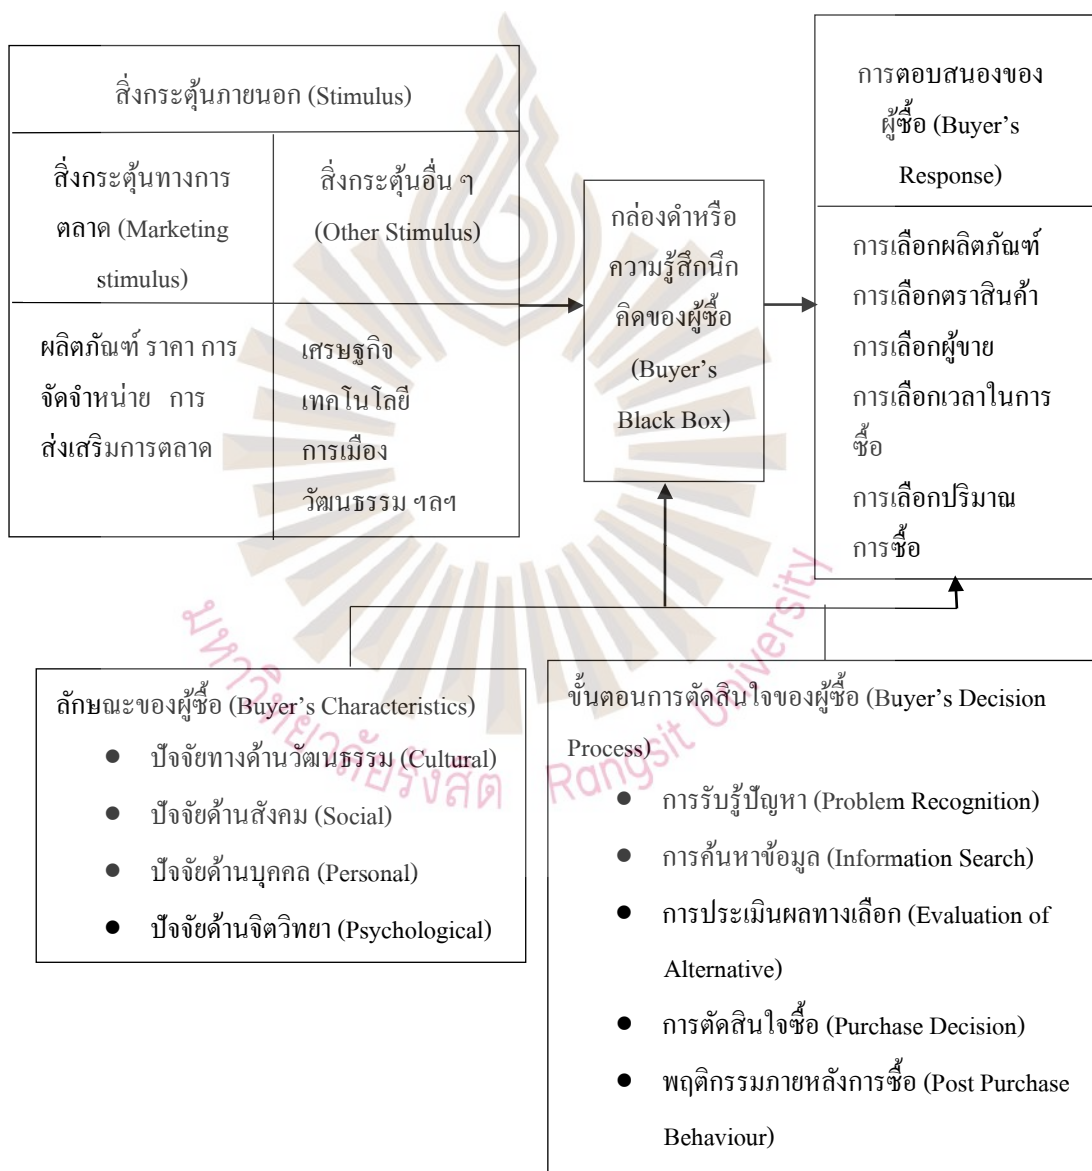 สิ่งกระตุ้นภายนอก (Stimulus)
สิ่งกระตุ้นทางการ
ตลาด (Marketing
stimulus)
สิ่งกระตุ้นอื่น ๆ
(Other Stimulus)
ผลิตภัณฑ์ ราคา การ
จัดจำหน่าย การ
ส่งเสริมการตลาด
เศรษฐกิจ
เทคโนโลยี
การเมือง
วัฒนธรรม ฯลฯ
กล่องดำหรือ
ความรู้สึกนึก
คิดของผู้ซื้อ
(Buyer’s
Black Box)
การตอบสนองของ
ผู้ซื้อ (Buyer’s
Response)
การเลือกผลิตภัณฑ์
การเลือกตราสินค้า
การเลือกผู้ขาย
การเลือกเวลาในการ
ซื้อ
การเลือกปริมาณ
การซื้อ
ลักษณะของผู้ซื้อ (Buyer’s Characteristics)
● ปัจจัยทางด้านวัฒนธรรม (Cultural)
● ปัจจัยด้านสังคม (Social)
● ปัจจัยด้านบุคคล (Personal)
● ปัจจัยด้านจิตวิทยา (Psychological)
ขั้นตอนการตัดสินใจของผู้ซื้อ (Buyer’s Decision
Process)
● การรับรู้ปัญหา (Problem Recognition)
● การค้นหาข้อมูล (Information Search)
● การประเมินผลทางเลือก (Evaluation of
Alternative)
● การตัดสินใจซื้อ (Purchase Decision)
● พฤติกรรมภายหลังการซื้อ (Post Purchase
Behaviour)
มหาวิทยาลัยรังสิต Rangsit University